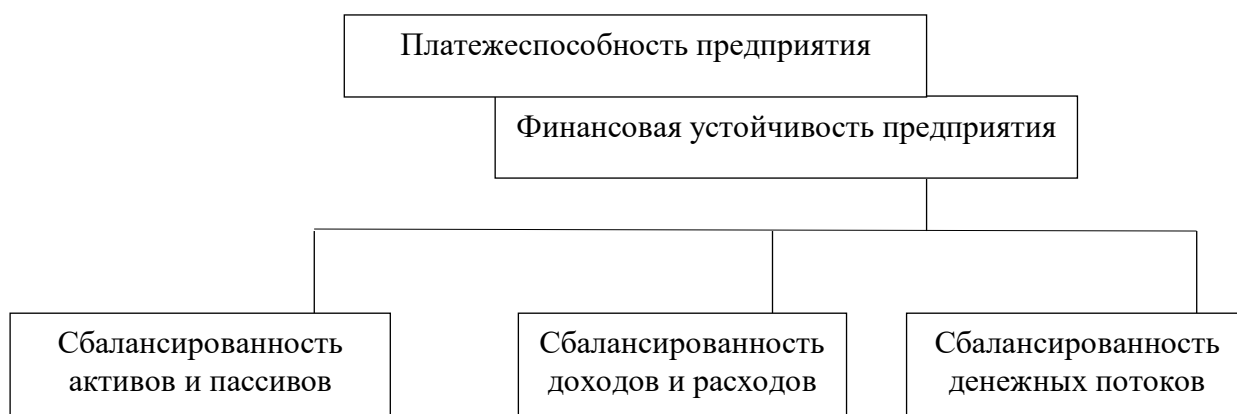 Платежеспособность предприятия
Финансовая устойчивость предприятия
Сбалансированность
активов и пассивов
Сбалансированность
доходов и расходов
Сбалансированность
денежных потоков